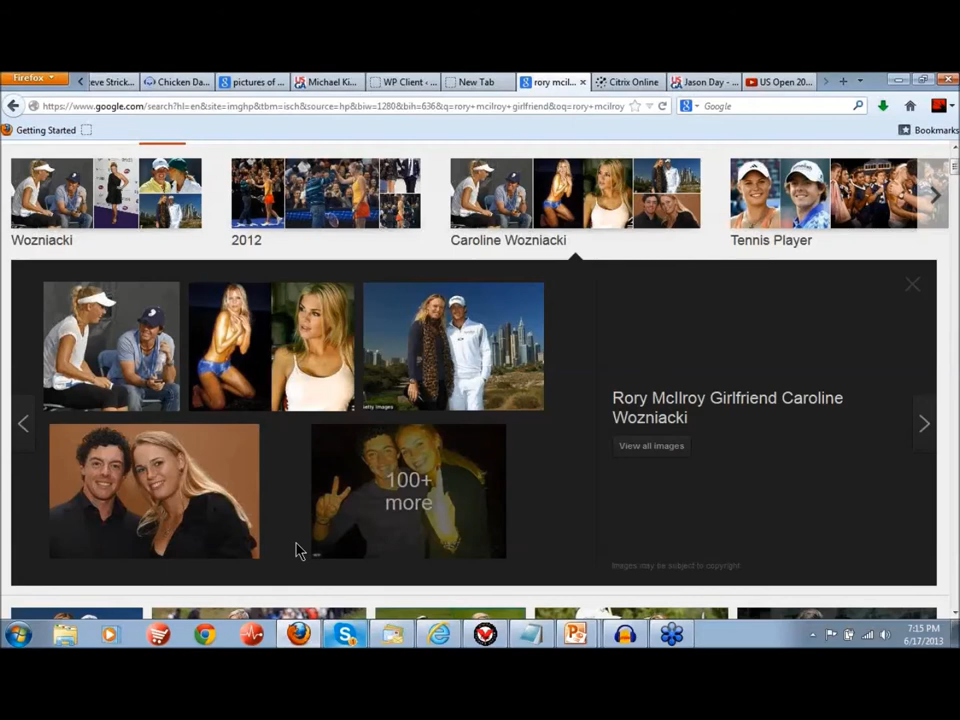 Firefox
eve Strick...
Chicken Da...
pictures of ...
Michael Ki...
WP Client - ...
New Tab
rory mcil...
Citrix Online
Jason Day - ...
US Open 20...
https://www.google.com/search?hl=en&site=imghp&tbm=isch&source=hp&biw=1280&bih=636&q=rory+mcilroy+girlfriend&oq=rory+mcilroy
Google
Getting Started
Bookmarks
Wozniacki
2012
Caroline Wozniacki
Tennis Player
Rory McIlroy Girlfriend Caroline
Wozniacki
View all images
100+
more
Images may be subject to copyright
7:15 PM
6/17/2013